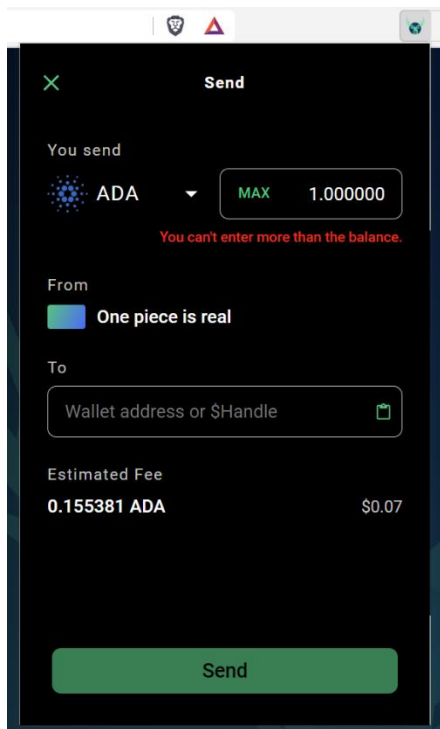 Send
You send
ADA
MAX 1.000000
You can't enter more than the balance.
From
One piece is real
To
Wallet address or $Handle
Estimated Fee
0.155381 ADA $0.07
Send